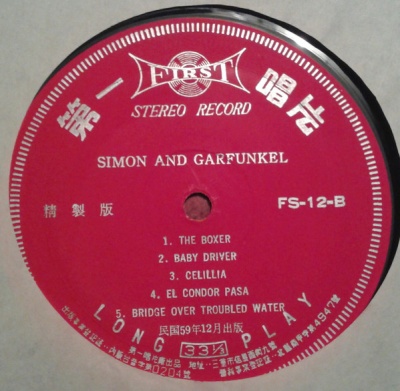 第一唱片
FIRST
STEREO RECORD
SIMON AND GARFUNKEL
精製版
FS-12-B
1. THE BOXER
2. BABY DRIVER
3. CELILLIA
4. EL CONDOR PASA
5. BRIDGE OVER TROUBLED WATER
民国59年12月出版
LONG 33⅓ PLAY